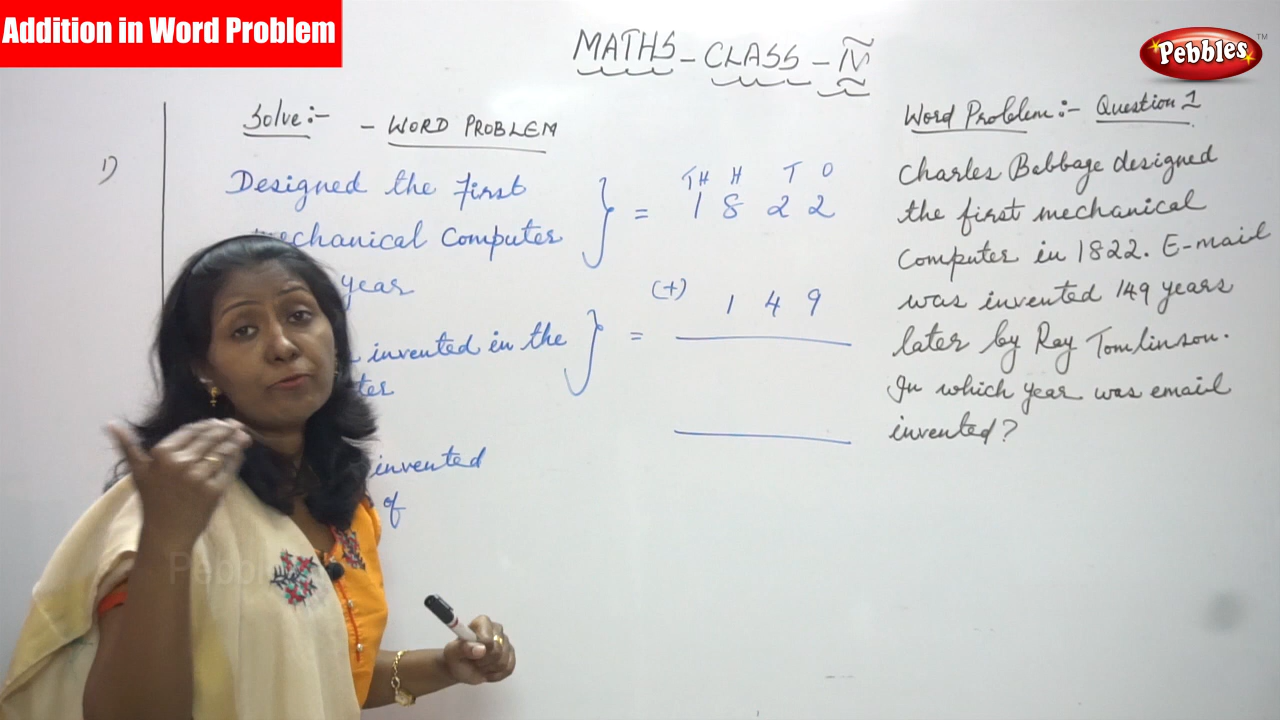 Addition in Word Problem
MATHS - CLASS - IV
Pebbles TM
Solve:- - WORD PROBLEM
1)
Designed the first
mechanical Computer
year
invented in the
invented
of
TH H T O
= 1 8 2 2
(+)
= 1 4 9
Word Problem:- Question 1
Charles Babbage designed
the first mechanical
Computer in 1822. E-mail
was invented 149 years
later by Ray Tomlinson.
In which year was email
invented?